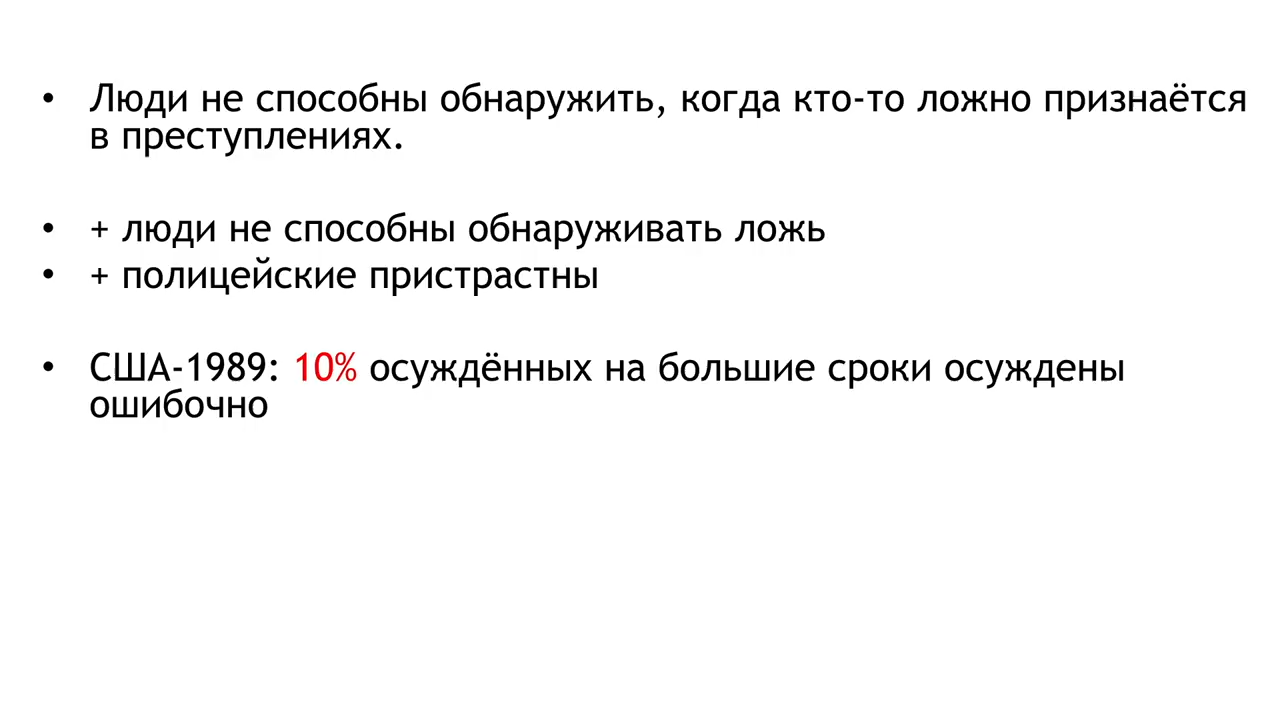 • Люди не способны обнаружить, когда кто-то ложно признаётся
в преступлениях.
• + люди не способны обнаруживать ложь
• + полицейские пристрастны
• США-1989: 10% осуждённых на большие сроки осуждены
ошибочно